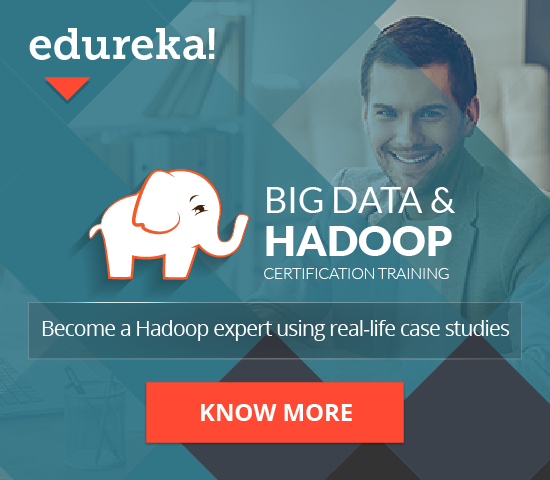 edureka!
BIG DATA &
HADOOP
CERTIFICATION TRAINING
Become a Hadoop expert using real-life case studies
KNOW MORE